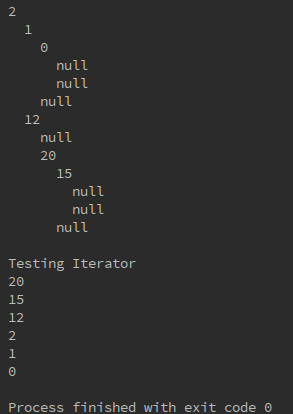 2
1
0
null
null
null
12
null
20
15
null
null
null
Testing Iterator
20
15
12
2
1
0
Process finished with exit code 0